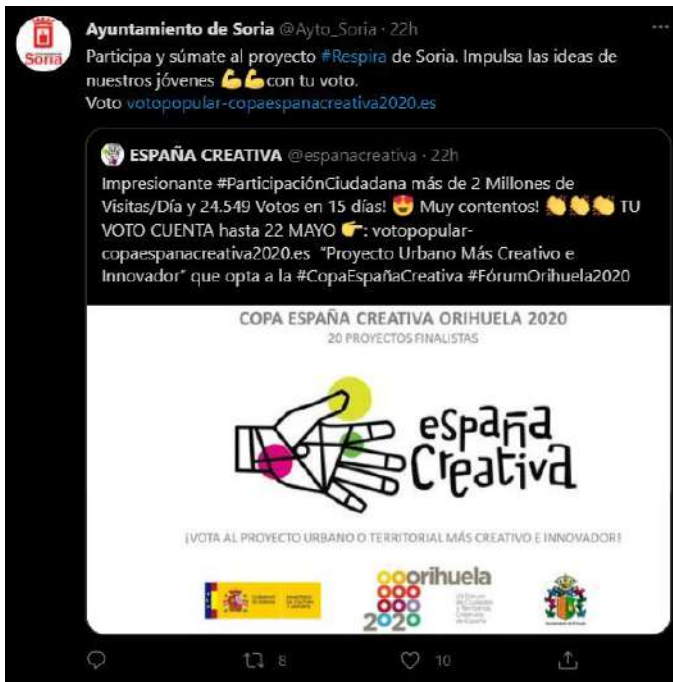 Ayuntamiento de Soria @Ayto_Soria · 22h
Soria
Participa y súmate al proyecto #Respira de Soria. Impulsa las ideas de
nuestros jóvenes 💪💪con tu voto.
Voto votopopular-copaespanacreativa2020.es
ESPAÑA CREATIVA @espanacreativa · 22h
Impresionante #ParticipaciónCiudadana más de 2 Millones de
Visitas/Día y 24.549 Votos en 15 días! 😍 Muy contentos! 👏👏👏 TU
VOTO CUENTA hasta 22 MAYO 👉: votopopular-
copaespanacreativa2020.es "Proyecto Urbano Más Creativo e
Innovador" que opta a la #CopaEspañaCreativa #FórumOrihuela2020
COPA ESPAÑA CREATIVA ORIHUELA 2020
20 PROYECTOS FINALISTAS
españa
Creativa
¡VOTA AL PROYECTO URBANO O TERRITORIAL MÁS CREATIVO E INNOVADOR!
orihuela
2020
8
10